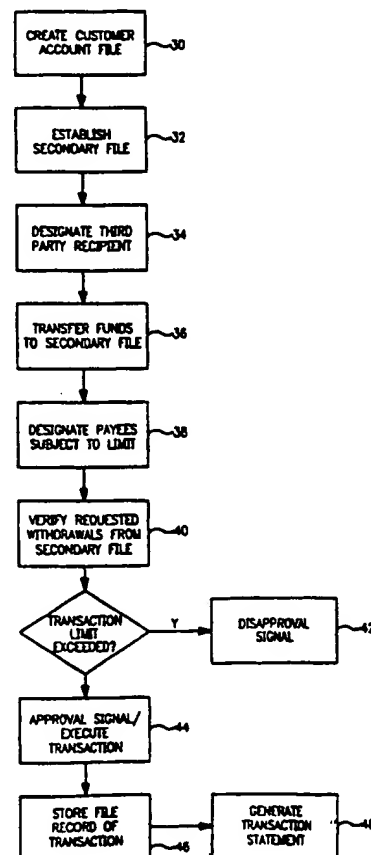 CREATE CUSTOMER
ACCOUNT FILE
30
ESTABLISH
SECONDARY FILE
32
DESIGNATE THIRD
PARTY RECIPIENT
34
TRANSFER FUNDS
TO SECONDARY FILE
36
DESIGNATE PAYEES
SUBJECT TO LIMIT
38
VERIFY REQUESTED
WITHDRAWALS FROM
SECONDARY FILE
40
TRANSACTION
LIMIT
EXCEEDED?
Y
DISAPPROVAL
SIGNAL
42
APPROVAL SIGNAL/
EXECUTE
TRANSACTION
44
STORE FILE
RECORD OF
TRANSACTION
46
GENERATE
TRANSACTION
STATEMENT
48